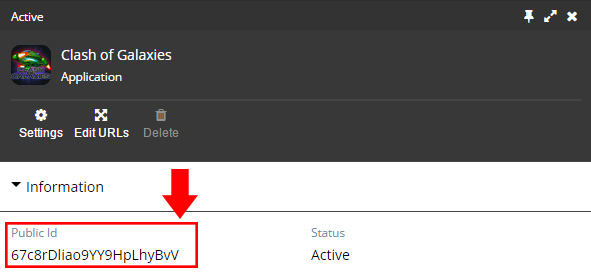 Active
Clash of Galaxies
Application
Settings Edit URLs Delete
Information
Public Id Status
67c8rDliao9YY9HpLhyBvV Active